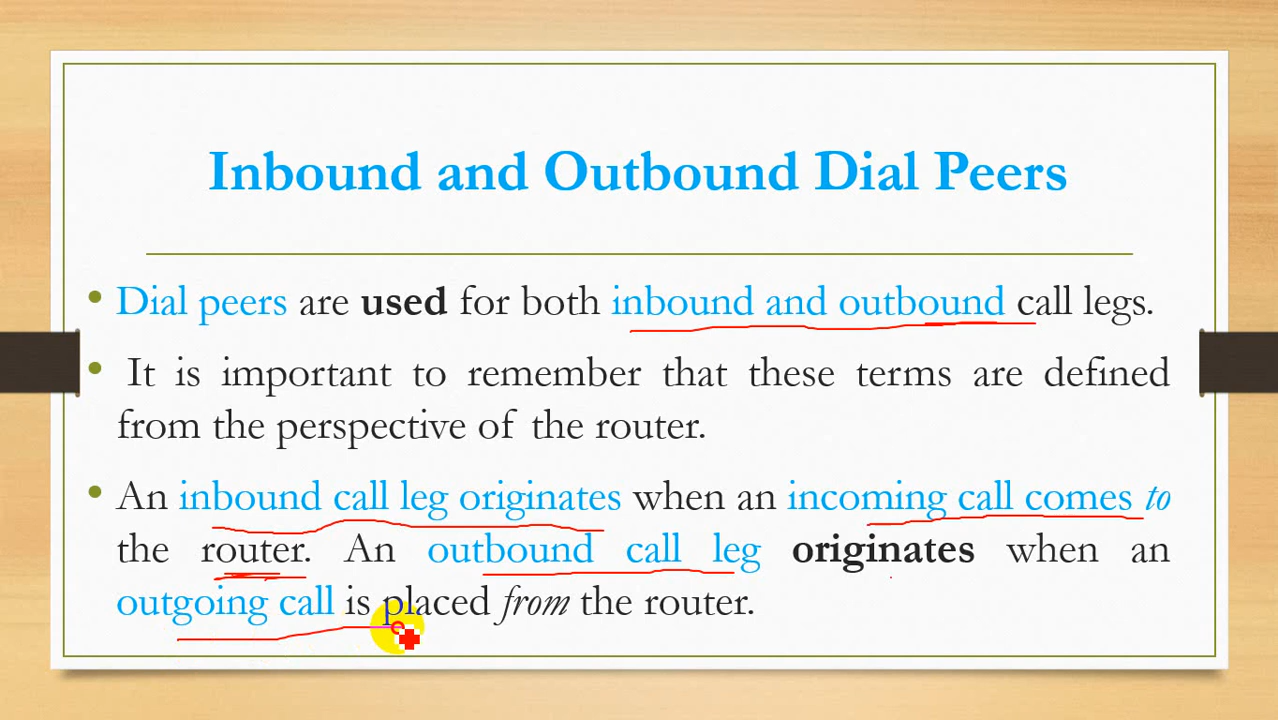 Inbound and Outbound Dial Peers
• Dial peers are used for both inbound and outbound call legs.
• It is important to remember that these terms are defined
from the perspective of the router.
• An inbound call leg originates when an incoming call comes to
the router. An outbound call leg originates when an
outgoing call is placed from the router.